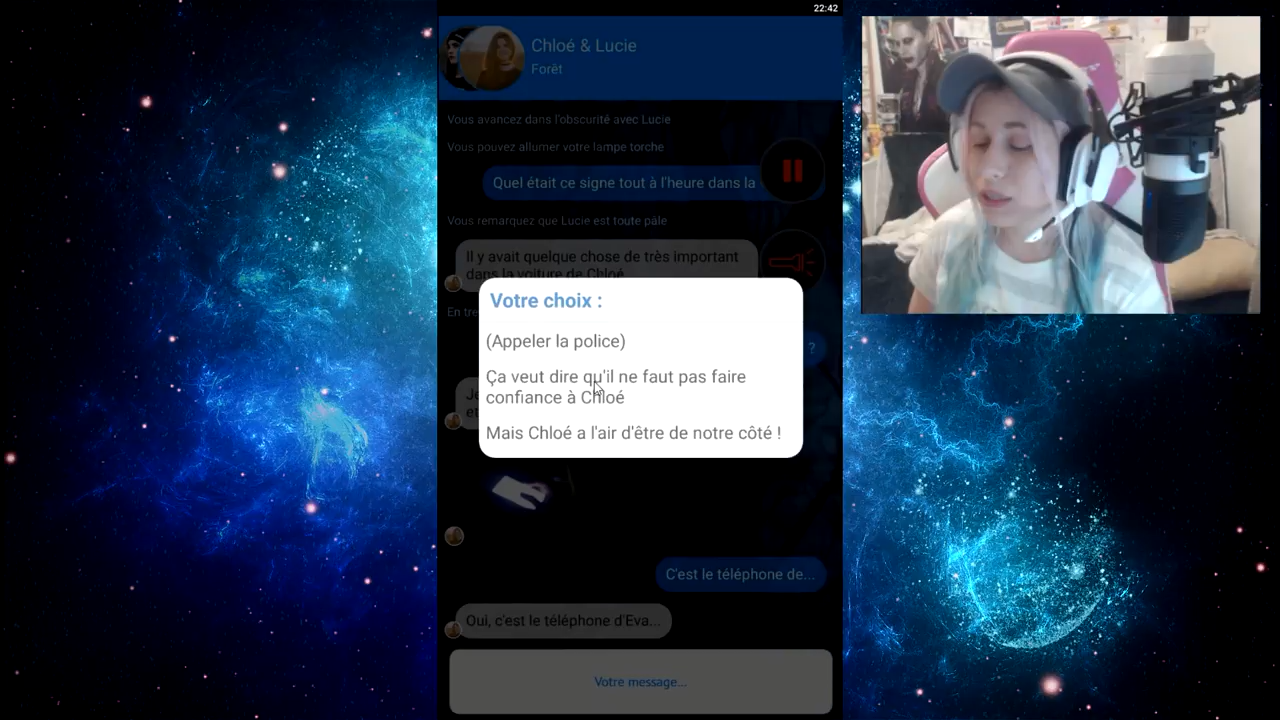 22:42
Chloé & Lucie
Forêt
Vous avancez dans l'obscurité avec Lucie
Vous pouvez allumer votre lampe torche
Quel était ce signe tout à l'heure dans la
Vous remarquez que Lucie est toute pâle
Il y avait quelque chose de très important
dans la voiture de Chloé
En tre
?
Votre choix :
(Appeler la police)
Ça veut dire qu'il ne faut pas faire
confiance à Chloé
Mais Chloé a l'air d'être de notre côté !
C'est le téléphone de...
Oui, c'est le téléphone d'Eva...
Votre message...